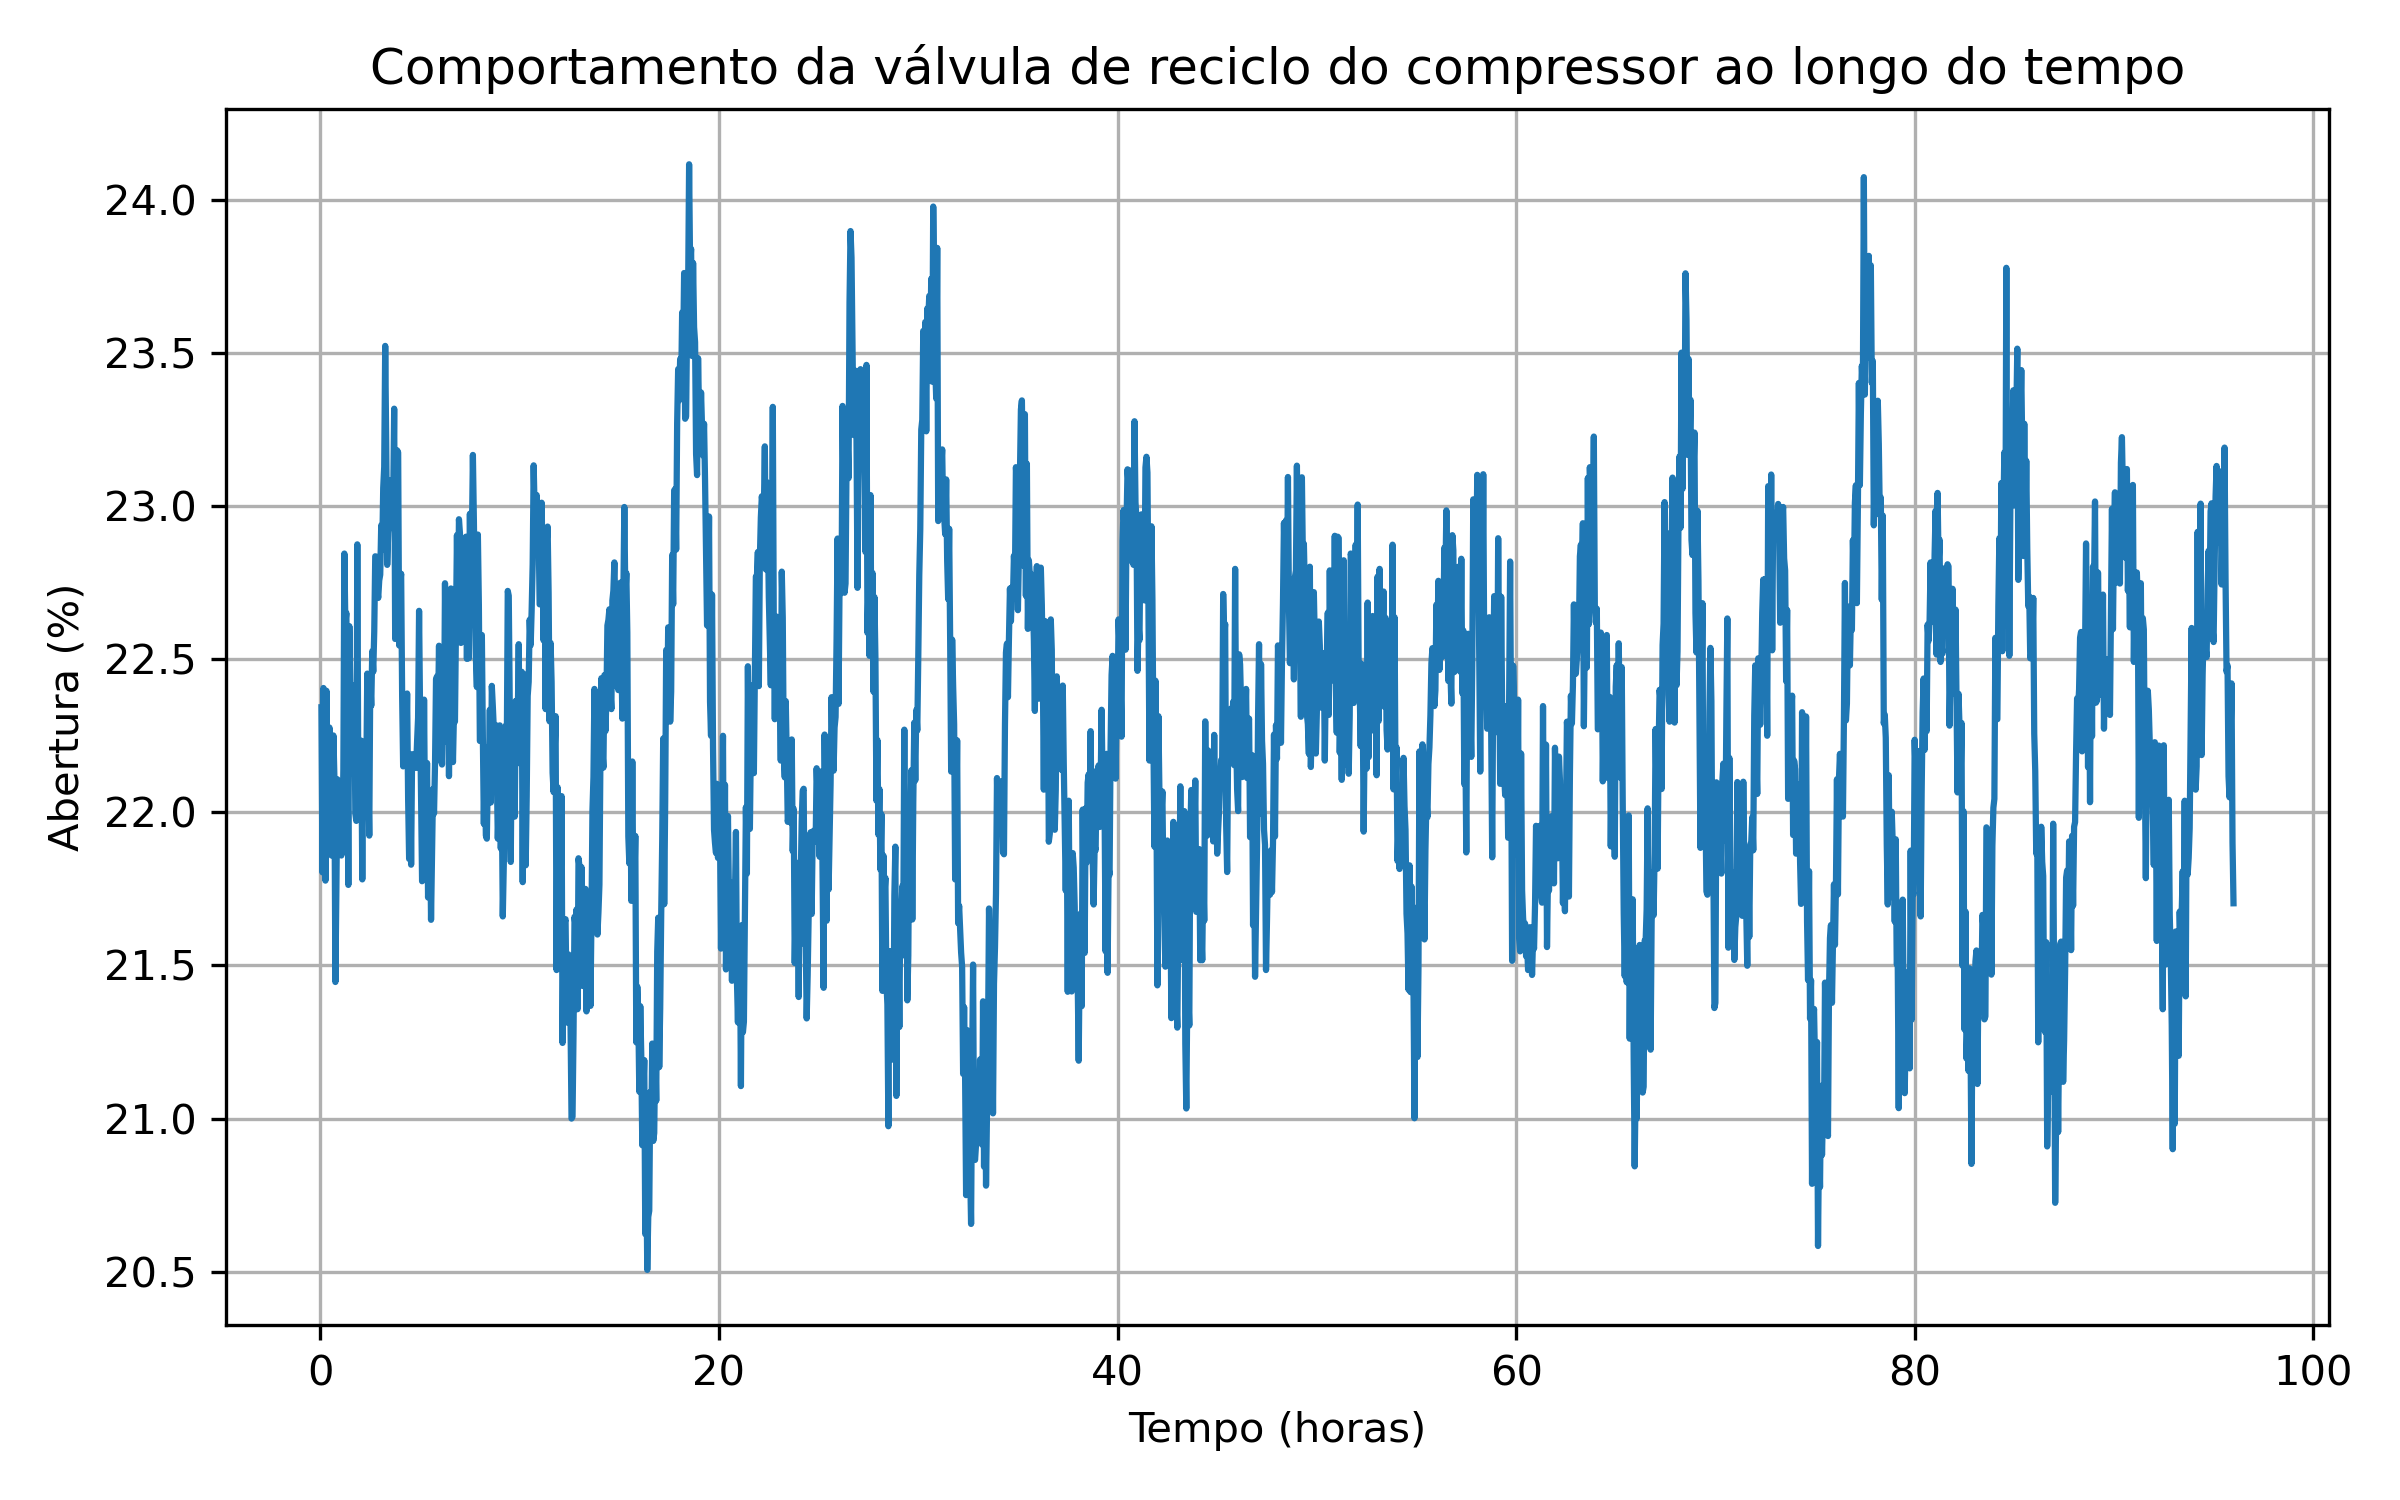 Comportamento da válvula de reciclo do compressor ao longo do tempo
Abertura (%)
24.0
23.5
23.0
22.5
22.0
21.5
21.0
20.5
0 20 40 60 80 100
Tempo (horas)